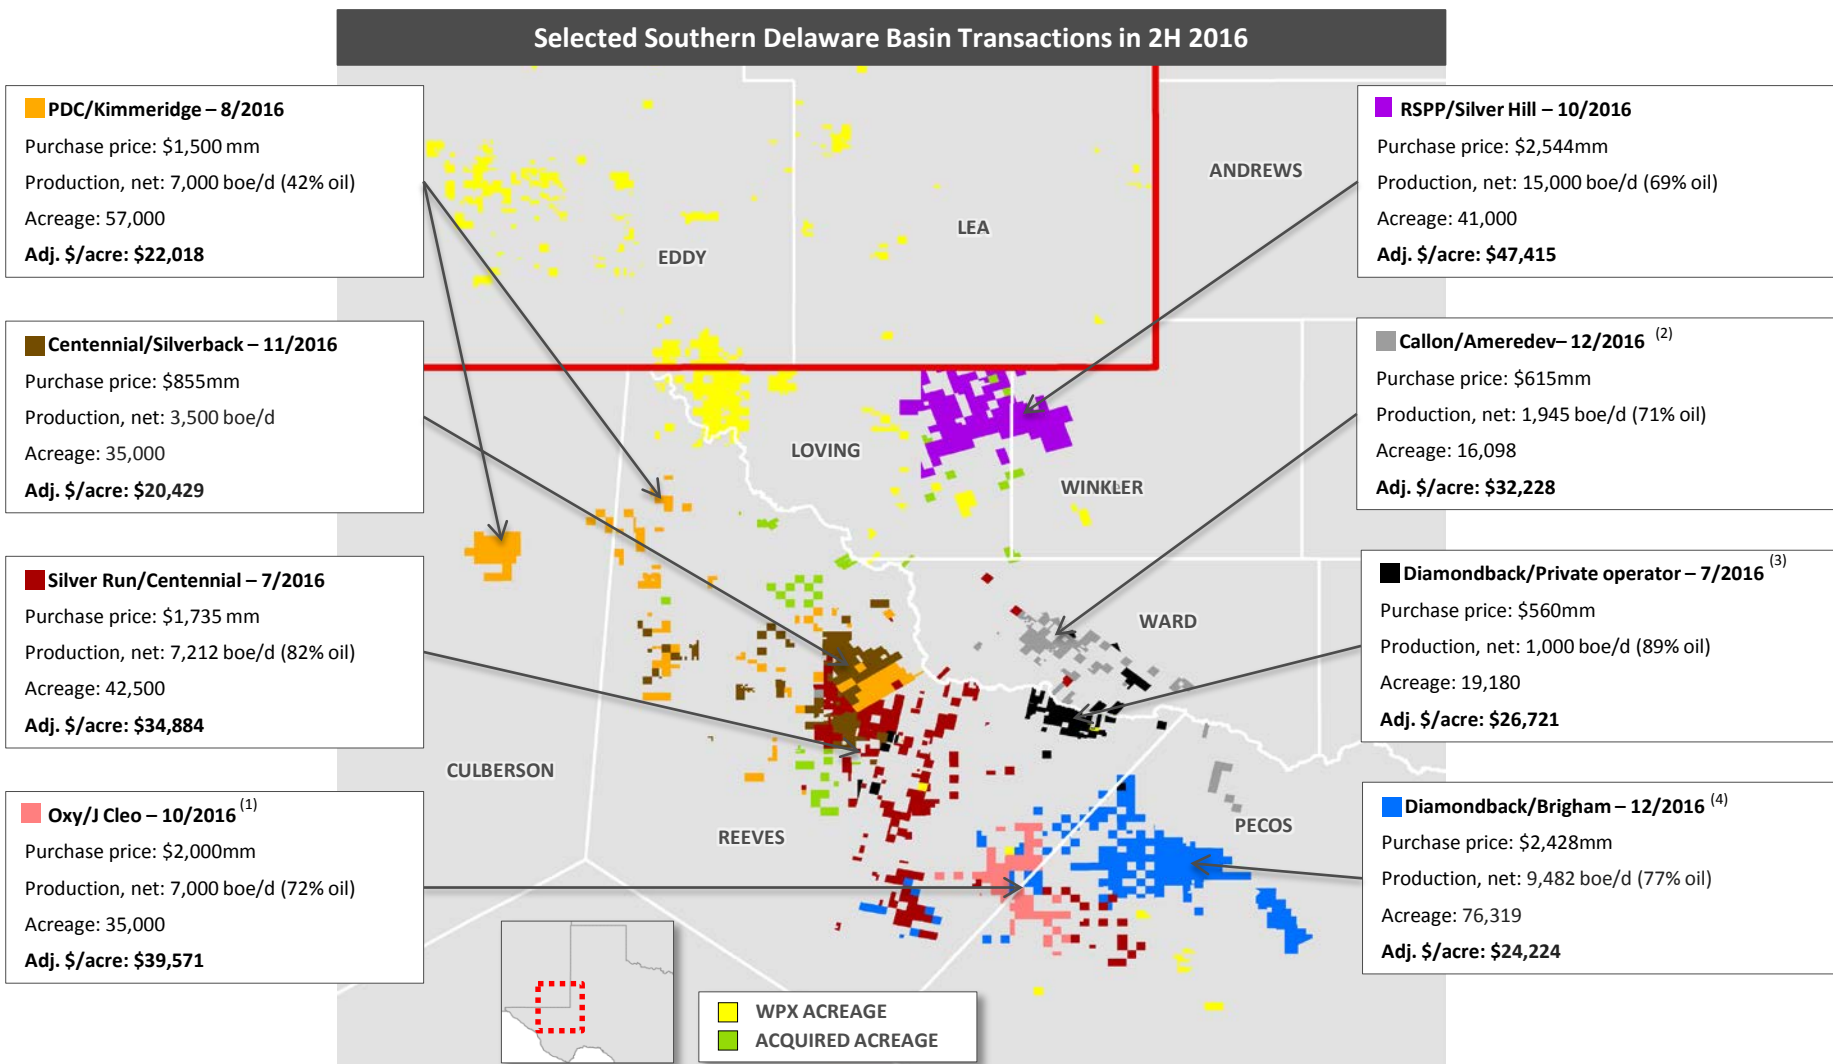 Selected Southern Delaware Basin Transactions in 2H 2016
PDC/Kimmeridge – 8/2016
Purchase price: $1,500 mm
Production, net: 7,000 boe/d (42% oil)
Acreage: 57,000
Adj. $/acre: $22,018
Centennial/Silverback – 11/2016
Purchase price: $855mm
Production, net: 3,500 boe/d
Acreage: 35,000
Adj. $/acre: $20,429
Silver Run/Centennial – 7/2016
Purchase price: $1,735 mm
Production, net: 7,212 boe/d (82% oil)
Acreage: 42,500
Adj. $/acre: $34,884
Oxy/J Cleo – 10/2016 (1)
Purchase price: $2,000mm
Production, net: 7,000 boe/d (72% oil)
Acreage: 35,000
Adj. $/acre: $39,571
ANDREWS
LEA
EDDY
LOVING
WINKLER
WARD
CULBERSON
REEVES
PECOS
WPX ACREAGE
ACQUIRED ACREAGE
RSPP/Silver Hill – 10/2016
Purchase price: $2,544mm
Production, net: 15,000 boe/d (69% oil)
Acreage: 41,000
Adj. $/acre: $47,415
Callon/Ameredev– 12/2016 (2)
Purchase price: $615mm
Production, net: 1,945 boe/d (71% oil)
Acreage: 16,098
Adj. $/acre: $32,228
Diamondback/Private operator – 7/2016 (3)
Purchase price: $560mm
Production, net: 1,000 boe/d (89% oil)
Acreage: 19,180
Adj. $/acre: $26,721
Diamondback/Brigham – 12/2016 (4)
Purchase price: $2,428mm
Production, net: 9,482 boe/d (77% oil)
Acreage: 76,319
Adj. $/acre: $24,224